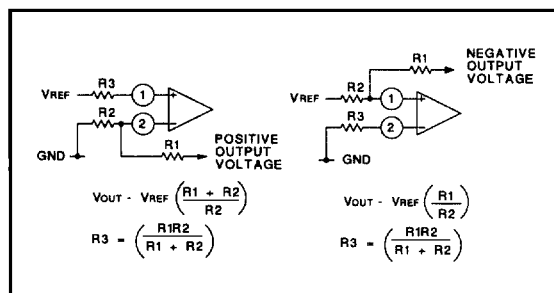 VREF R3 1 +
R2 2 −
GND R1 POSITIVE OUTPUT VOLTAGE
VOUT - VREF (R1 + R2 / R2)
R3 = (R1R2 / R1 + R2)
R1 NEGATIVE OUTPUT VOLTAGE
VREF R2 1 +
R3 2 −
GND
VOUT - VREF (R1 / R2)
R3 = (R1R2 / R1 + R2)